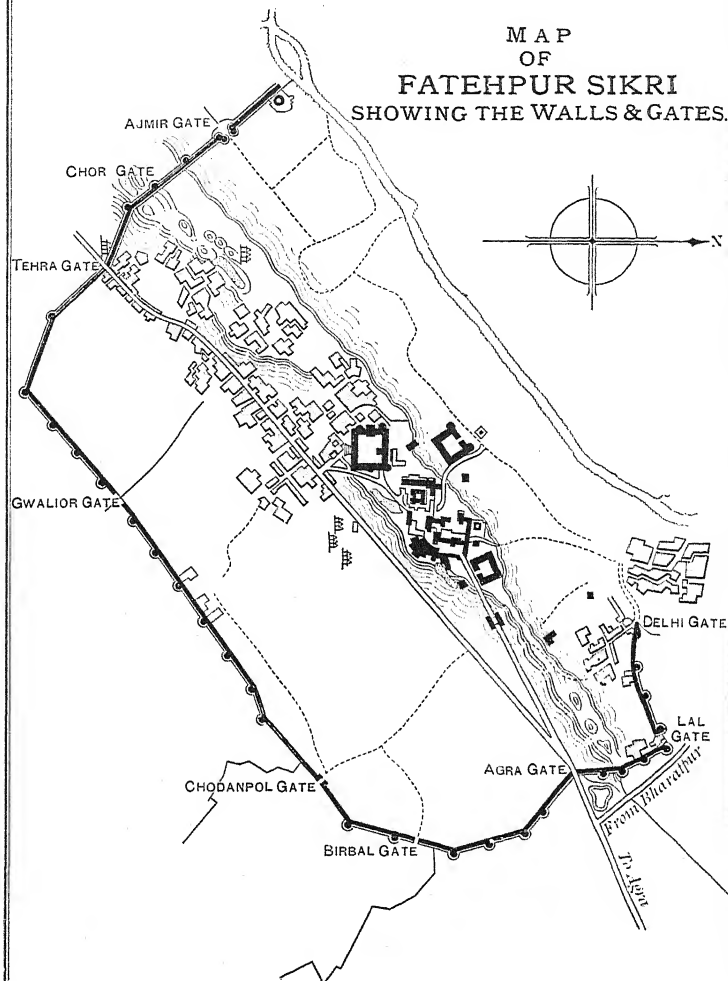 MAP
OF
FATEHPUR SIKRI
SHOWING THE WALLS & GATES.
AJMIR GATE
CHOR GATE
N
TEHRA GATE
GWALIOR GATE
DELHI GATE
LAL
GATE
AGRA GATE
From Bharatpur
CHODANPOL GATE
BIRBAL GATE
To Agra